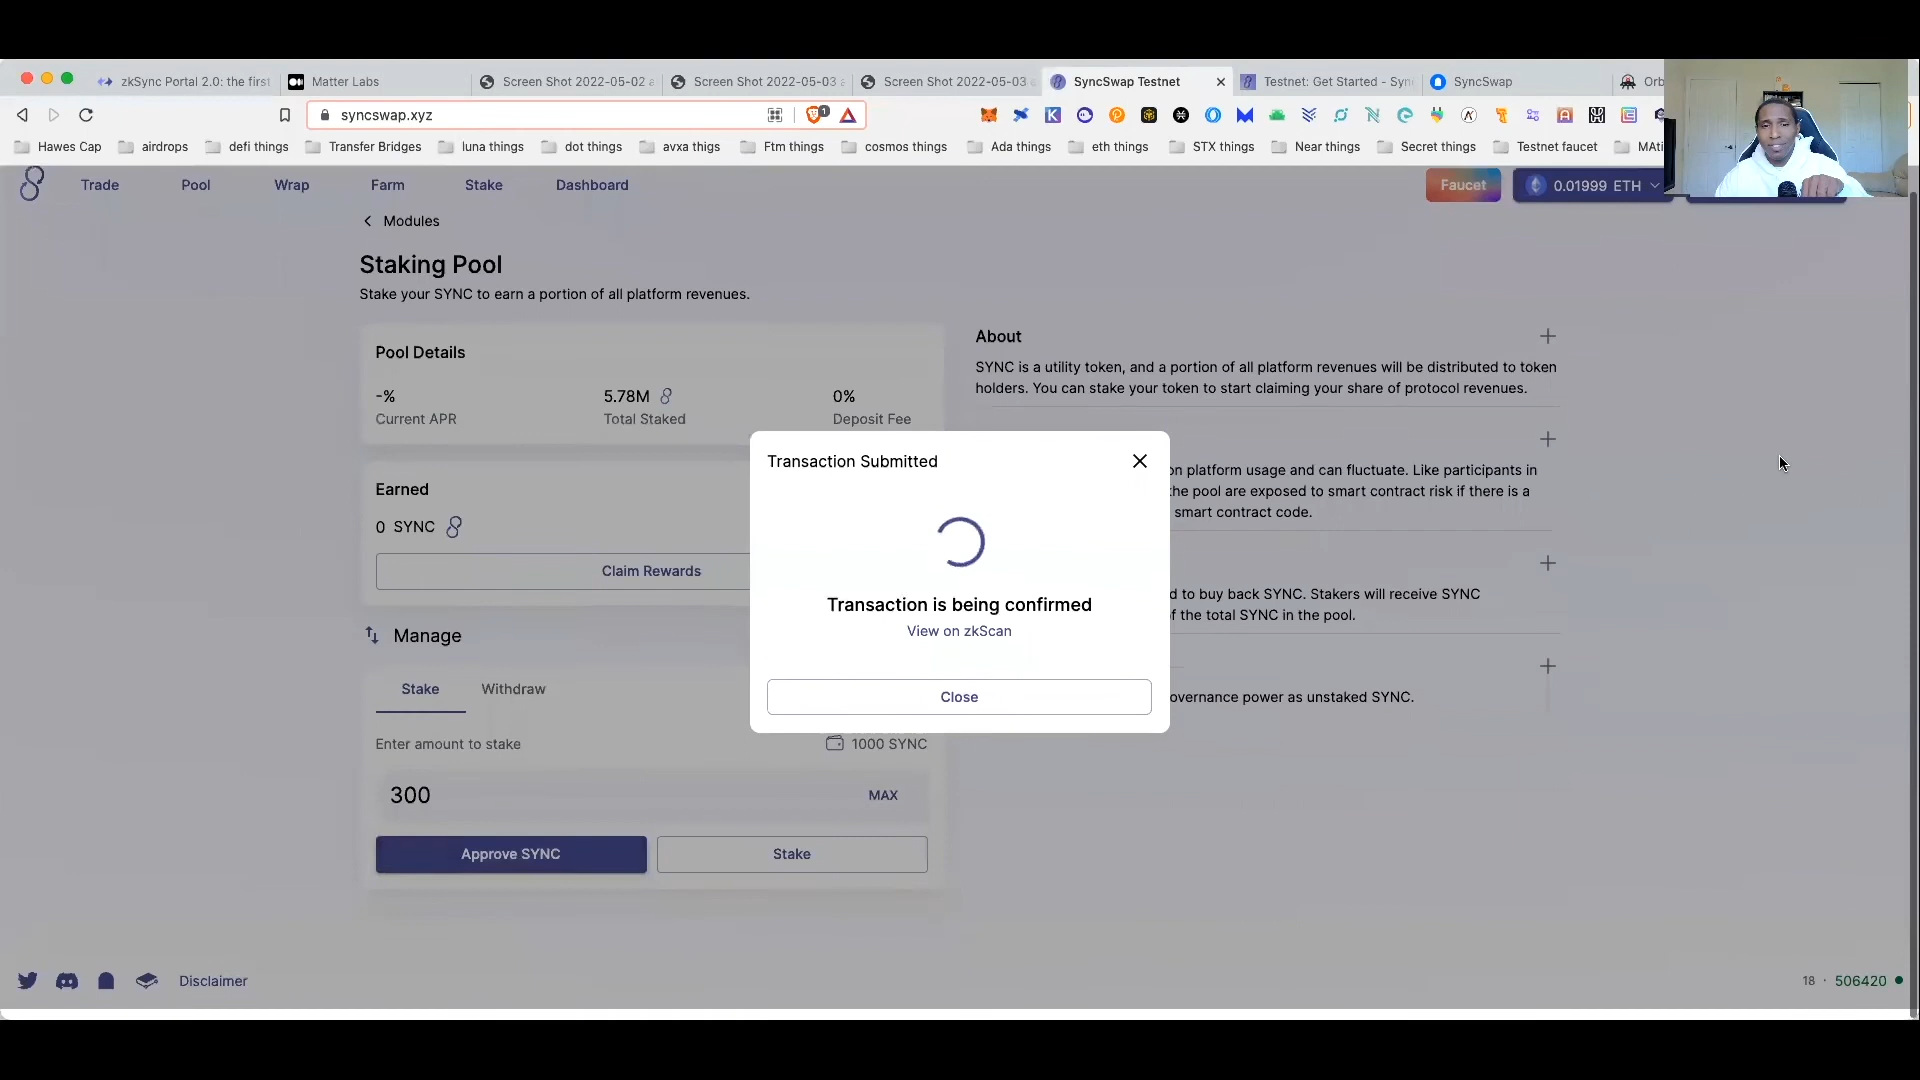 zkSync Portal 2.0: the first
Matter Labs
Screen Shot 2022-05-02 a
Screen Shot 2022-05-03 a
Screen Shot 2022-05-03 a
SyncSwap Testnet
Testnet: Get Started - Syn
SyncSwap
Orb
syncswap.xyz
1
Hawes Cap
airdrops
defi things
Transfer Bridges
luna things
dot things
avxa thigs
Ftm things
cosmos things
Ada things
eth things
STX things
Near things
Secret things
Testnet faucet
MAti
Trade
Pool
Wrap
Farm
Stake
Dashboard
Faucet
0.01999 ETH
Modules
Staking Pool
Stake your SYNC to earn a portion of all platform revenues.
Pool Details
-%
5.78M
0%
Current APR
Total Staked
Deposit Fee
Earned
0 SYNC
Claim Rewards
Manage
Stake
Withdraw
Enter amount to stake
1000 SYNC
300
MAX
Approve SYNC
Stake
About
SYNC is a utility token, and a portion of all platform revenues will be distributed to token
holders. You can stake your token to start claiming your share of protocol revenues.
on platform usage and can fluctuate. Like participants in
the pool are exposed to smart contract risk if there is a
smart contract code.
d to buy back SYNC. Stakers will receive SYNC
of the total SYNC in the pool.
overnance power as unstaked SYNC.
Transaction Submitted
Transaction is being confirmed
View on zkScan
Close
Disclaimer
18 · 506420